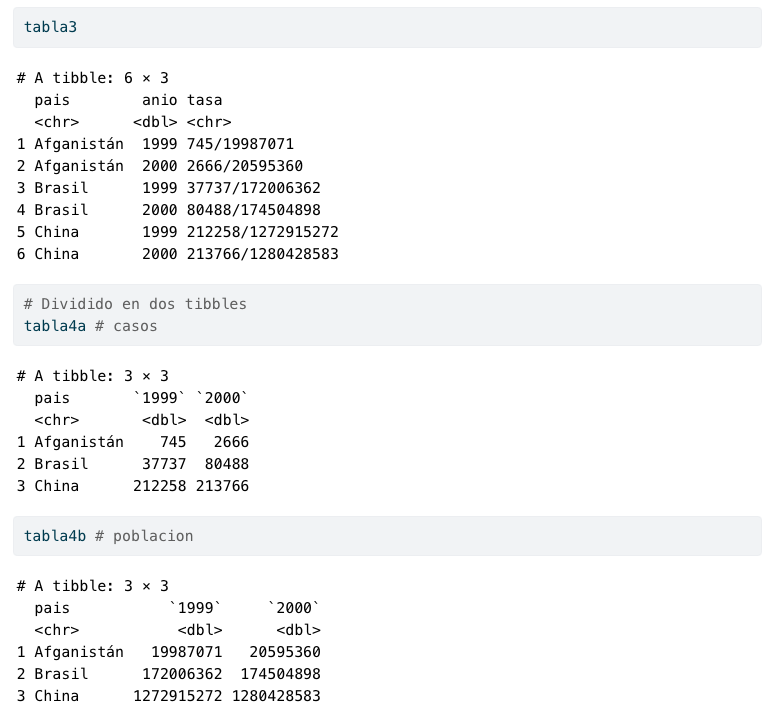 tabla3
# A tibble: 6 × 3
  pais        anio tasa
  <chr>      <dbl> <chr>
1 Afganistán  1999 745/19987071
2 Afganistán  2000 2666/20595360
3 Brasil      1999 37737/172006362
4 Brasil      2000 80488/174504898
5 China       1999 212258/1272915272
6 China       2000 213766/1280428583
# Dividido en dos tibbles
tabla4a # casos
# A tibble: 3 × 3
  pais       `1999` `2000`
  <chr>       <dbl>  <dbl>
1 Afganistán    745   2666
2 Brasil      37737  80488
3 China      212258 213766
tabla4b # poblacion
# A tibble: 3 × 3
  pais           `1999`     `2000`
  <chr>           <dbl>      <dbl>
1 Afganistán   19987071   20595360
2 Brasil      172006362  174504898
3 China      1272915272 1280428583